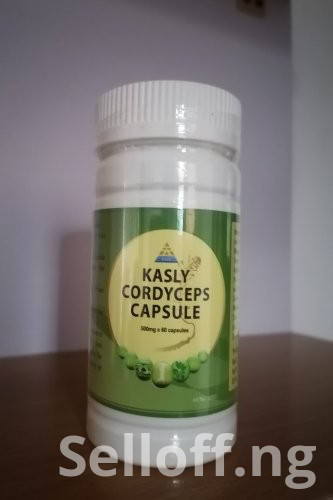 KASLY
CORDYCEPS
CAPSULE
500mg x 60 capsules
Selloff.ng